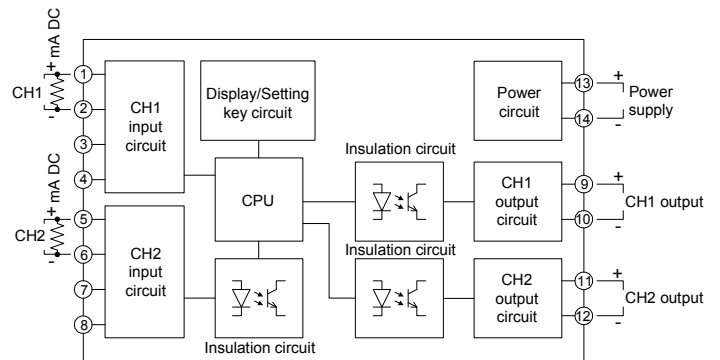 + mA DC
CH1
-
1
2
3
4
CH1
input
circuit
Display/Setting
key circuit
Power
circuit
13
14
+
-
Power
supply
+ mA DC
CH2
-
5
6
7
8
CH2
input
circuit
CPU
Insulation circuit
Insulation circuit
Insulation circuit
CH1
output
circuit
9
10
+
-
CH1 output
CH2
output
circuit
11
12
+
-
CH2 output